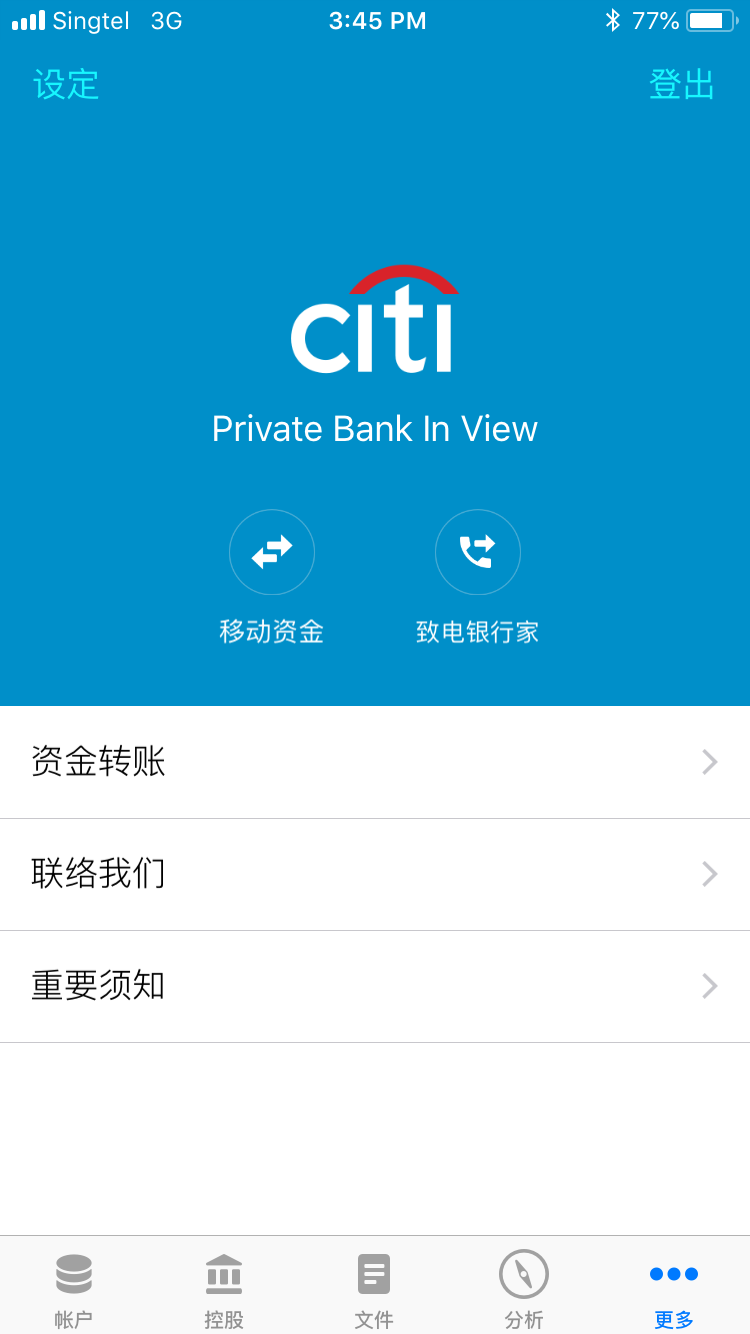 Singtel 3G 3:45 PM 77%
设定 登出
citi
Private Bank In View
移动资金 致电银行家
资金转账
联络我们
重要须知
帐户 控股 文件 分析 更多